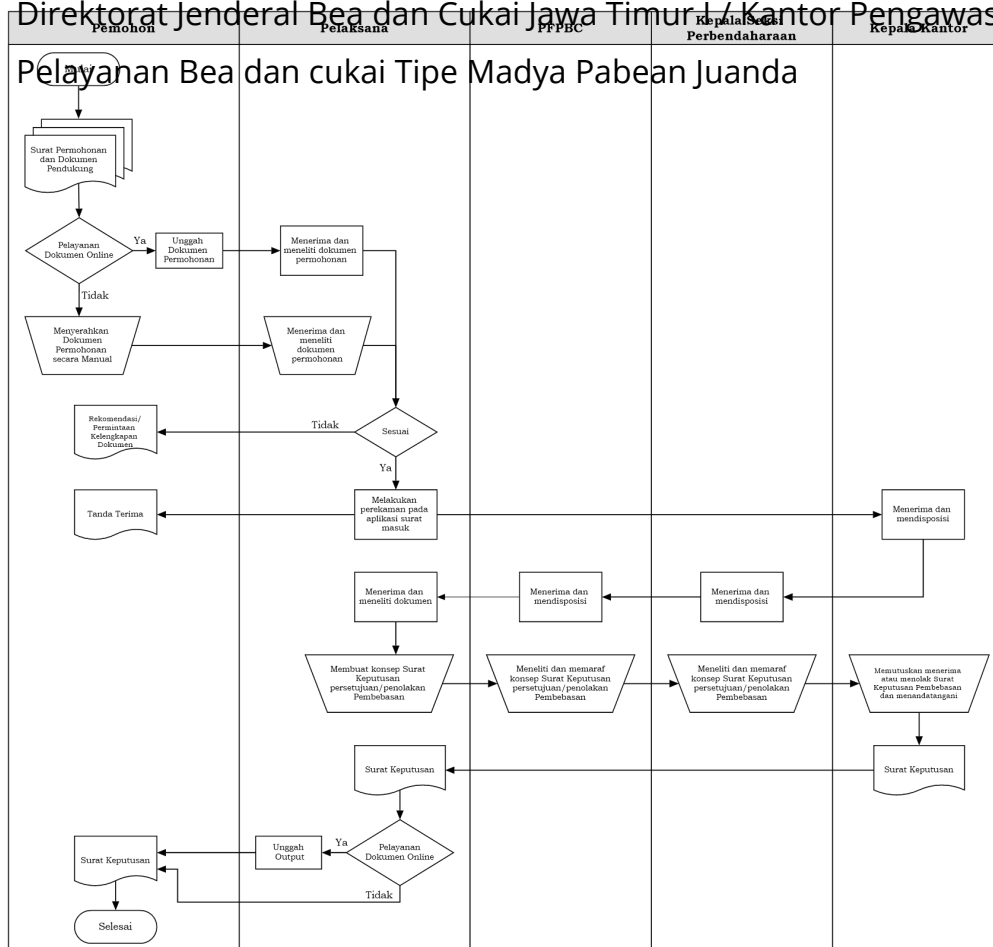 Direktorat Jenderal Bea dan Cukai Jawa Timur I / Kantor Pengawas
Pelayanan Bea dan cukai Tipe Madya Pabean Juanda
Pemohon
Pelaksana
PFPBC
Kepala Seksi
Perbendaharaan
Kepala Kantor
Surat Permohonan
dan Dokumen
Pendukung
Pelayanan
Dokumen Online
Ya
Unggah
Dokumen
Permohonan
Menerima dan
meneliti dokumen
permohonan
Tidak
Menyerahkan
Dokumen
Permohonan
secara Manual
Menerima dan
meneliti
dokumen
permohonan
Rekomendasi/
Permintaan
Kelengkapan
Dokumen
Tidak
Sesuai
Ya
Tanda Terima
Melakukan
perekaman pada
aplikasi surat
masuk
Menerima dan
mendisposisi
Menerima dan
meneliti dokumen
Menerima dan
mendisposisi
Menerima dan
mendisposisi
Membuat konsep Surat
Keputusan
persetujuan/penolakan
Pembebasan
Meneliti dan memaraf
konsep Surat Keputusan
persetujuan/penolakan
Pembebasan
Meneliti dan memaraf
konsep Surat Keputusan
persetujuan/penolakan
Pembebasan
Memutuskan menerima
atau menolak Surat
Keputusan Pembebasan
dan menandatangani
Surat Keputusan
Surat Keputusan
Surat Keputusan
Unggah
Output
Ya
Pelayanan
Dokumen Online
Tidak
Selesai